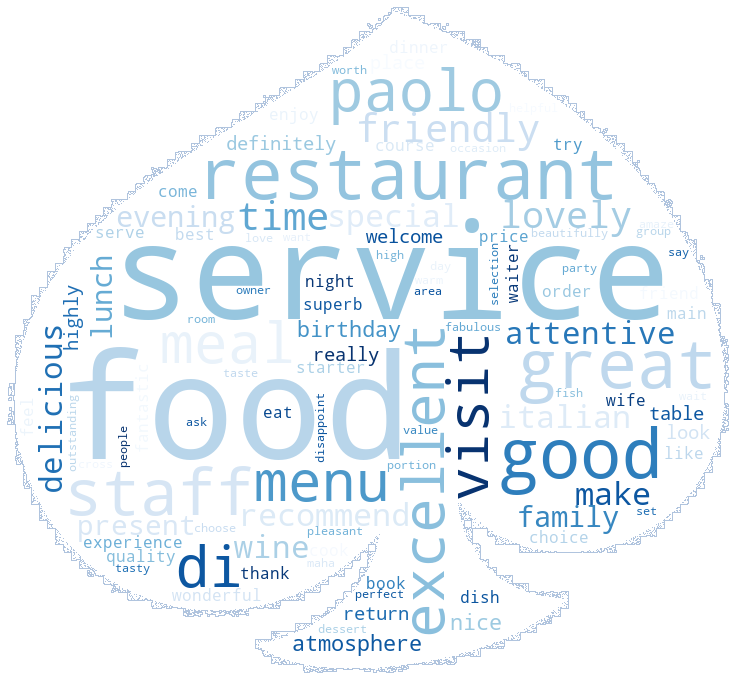 dinner
place
worth
paolo
enjoy
friendly
definitely
course
occasion
try
restaurant
come
evening
time
special
lovely
serve
best
love
want
welcome
price
beautifully
group
service
high
say
lunch
highly
night
day
selection
waiter
party
owner
area
superb
order
friend
main
room
birthday
really
fabulous
attentive
meal
starter
great
delicious
fantastic
taste
fish
wife
wait
food
eat
ask
people
disappoint
value
excellent
visit
italian
table
feel
outstanding
look
like
good
staff
menu
portion
make
set
present
choose
recommend
family
choice
experience
quality
wine
cook
pleasant
tasty
di
thank
maha
wonderful
book
perfect
dish
return
nice
dessert
atmosphere